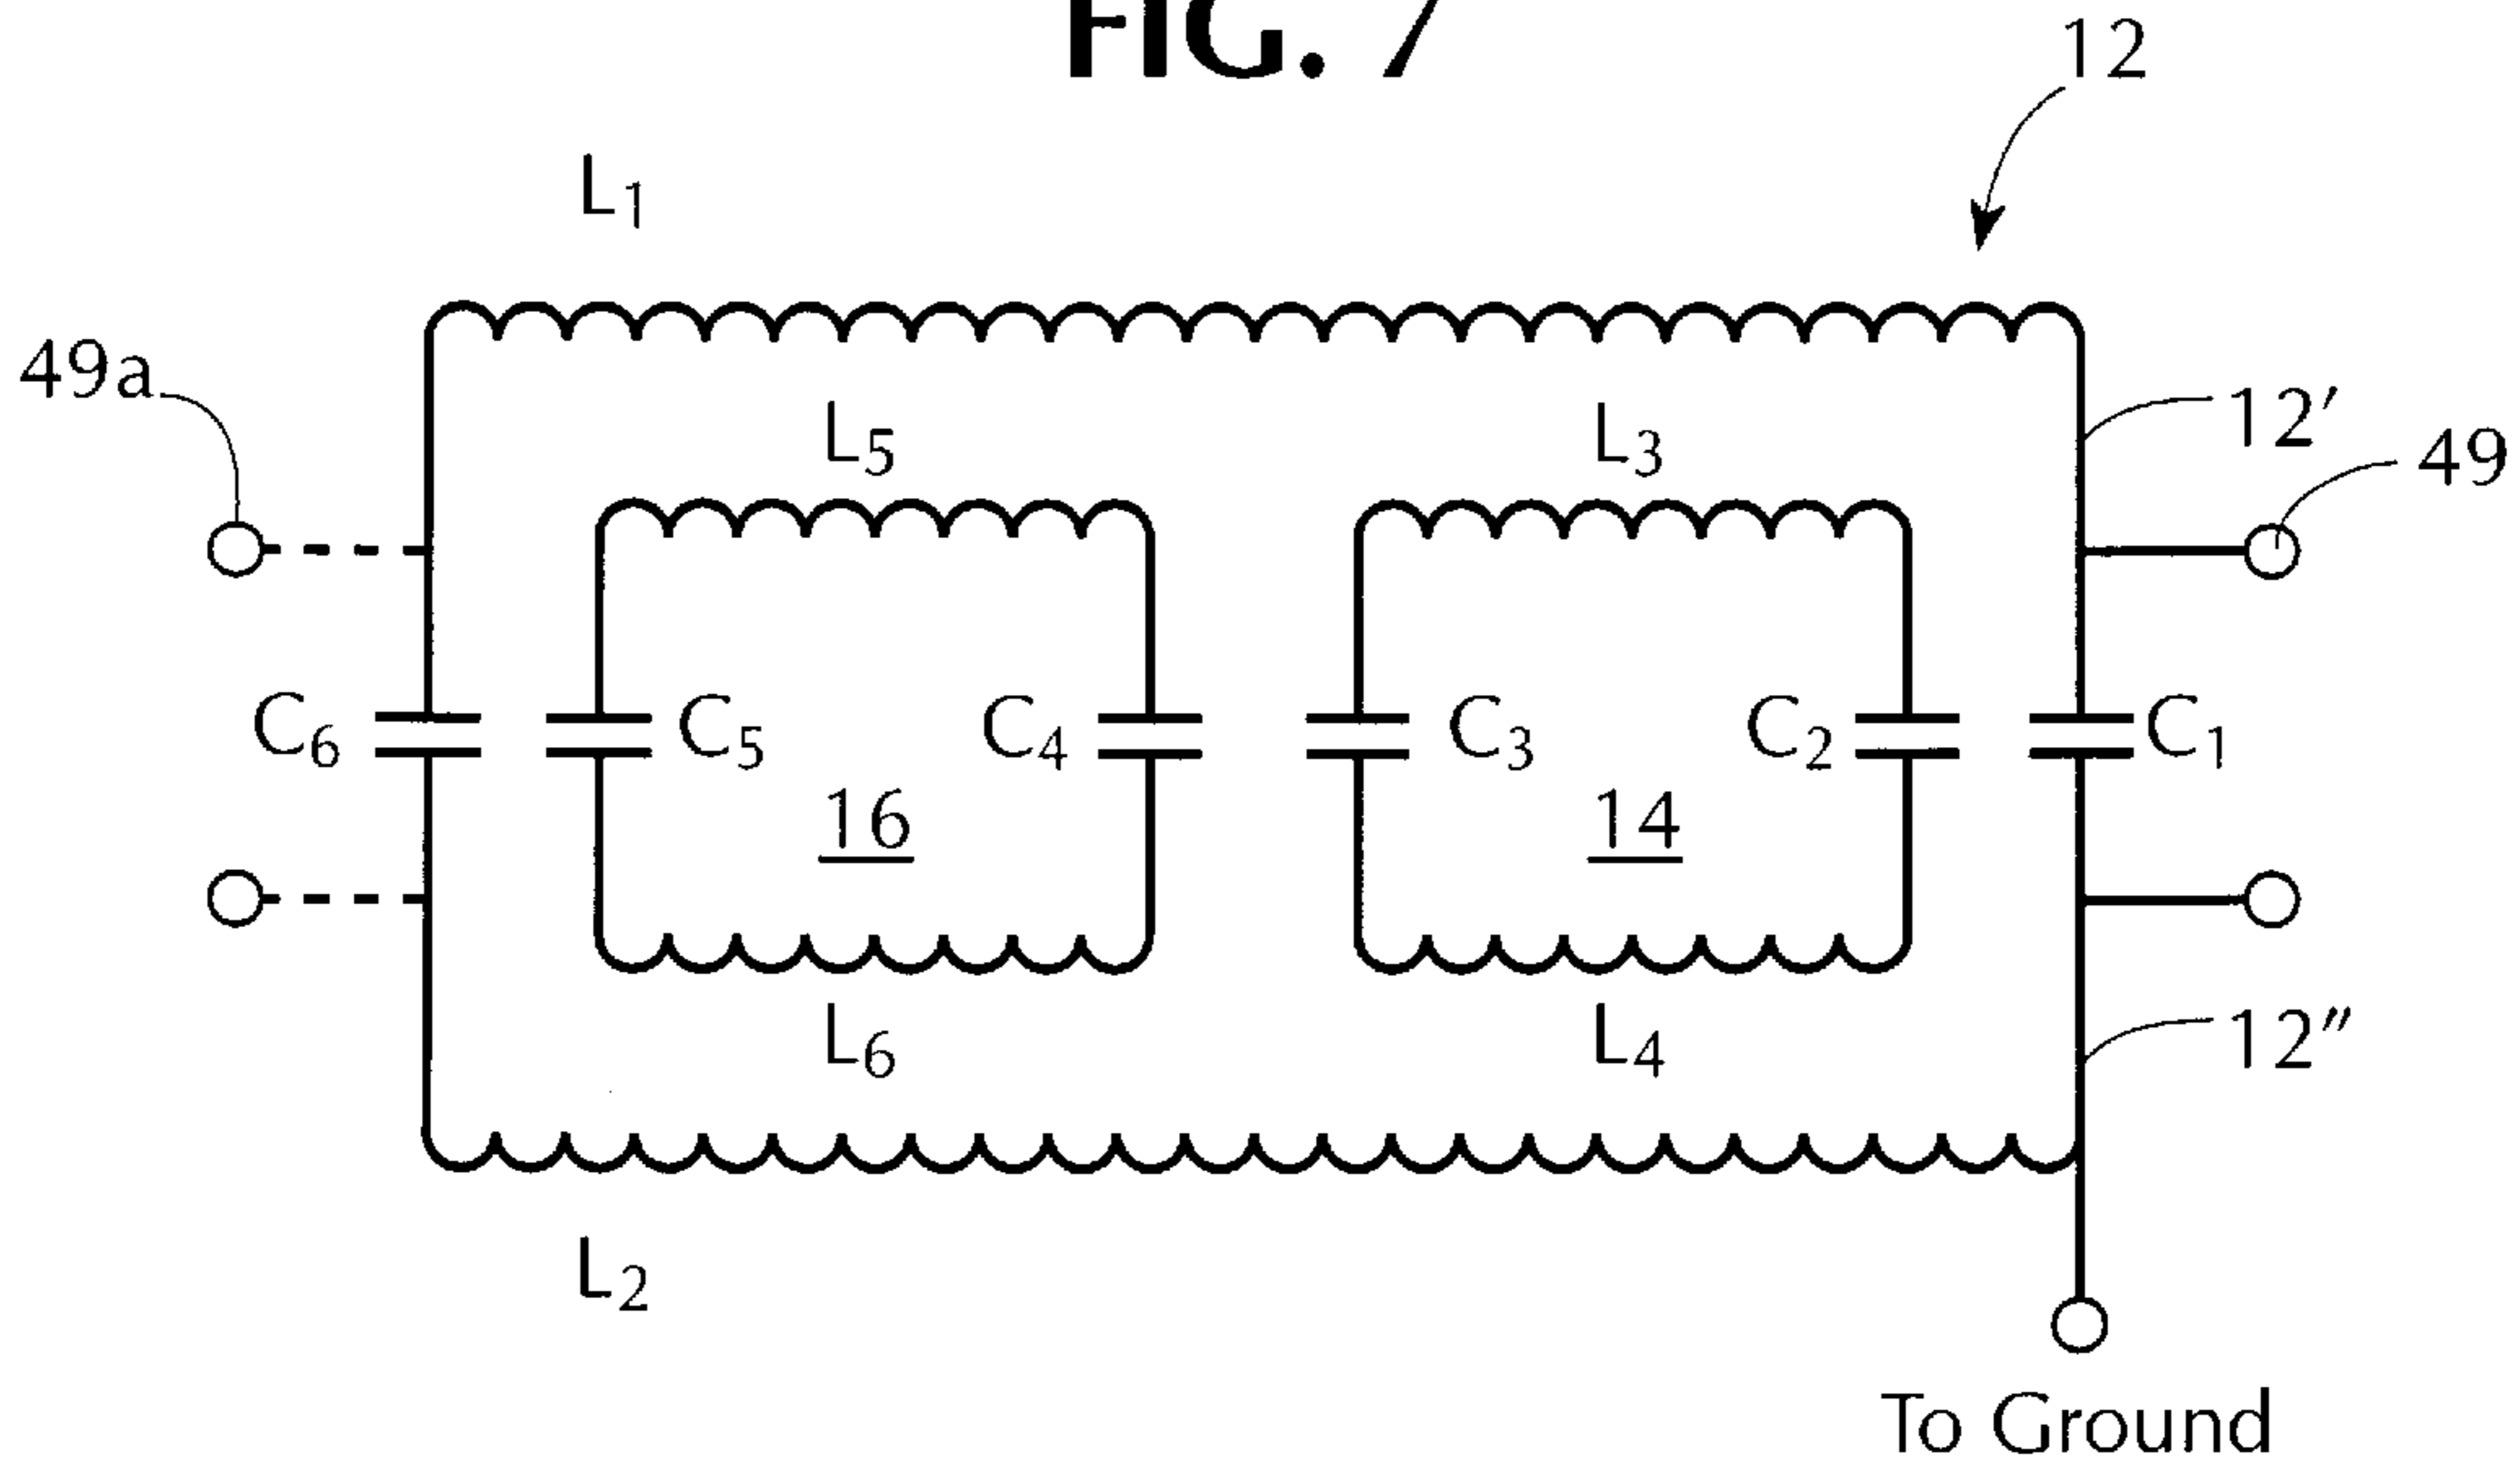 FIG. 7
12
L1
49a
12′
49
L5
L3
C6
C5
C4
C3
C2
C1
16
14
L6
L4
12″
L2
To Ground